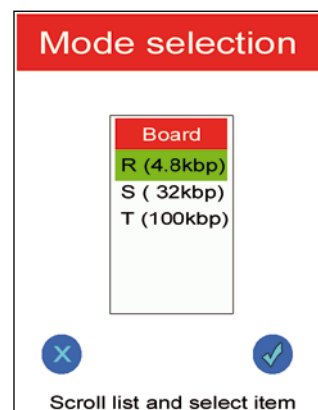 Mode selection
Board
R (4.8kbp)
S ( 32kbp)
T (100kbp)
Scroll list and select item